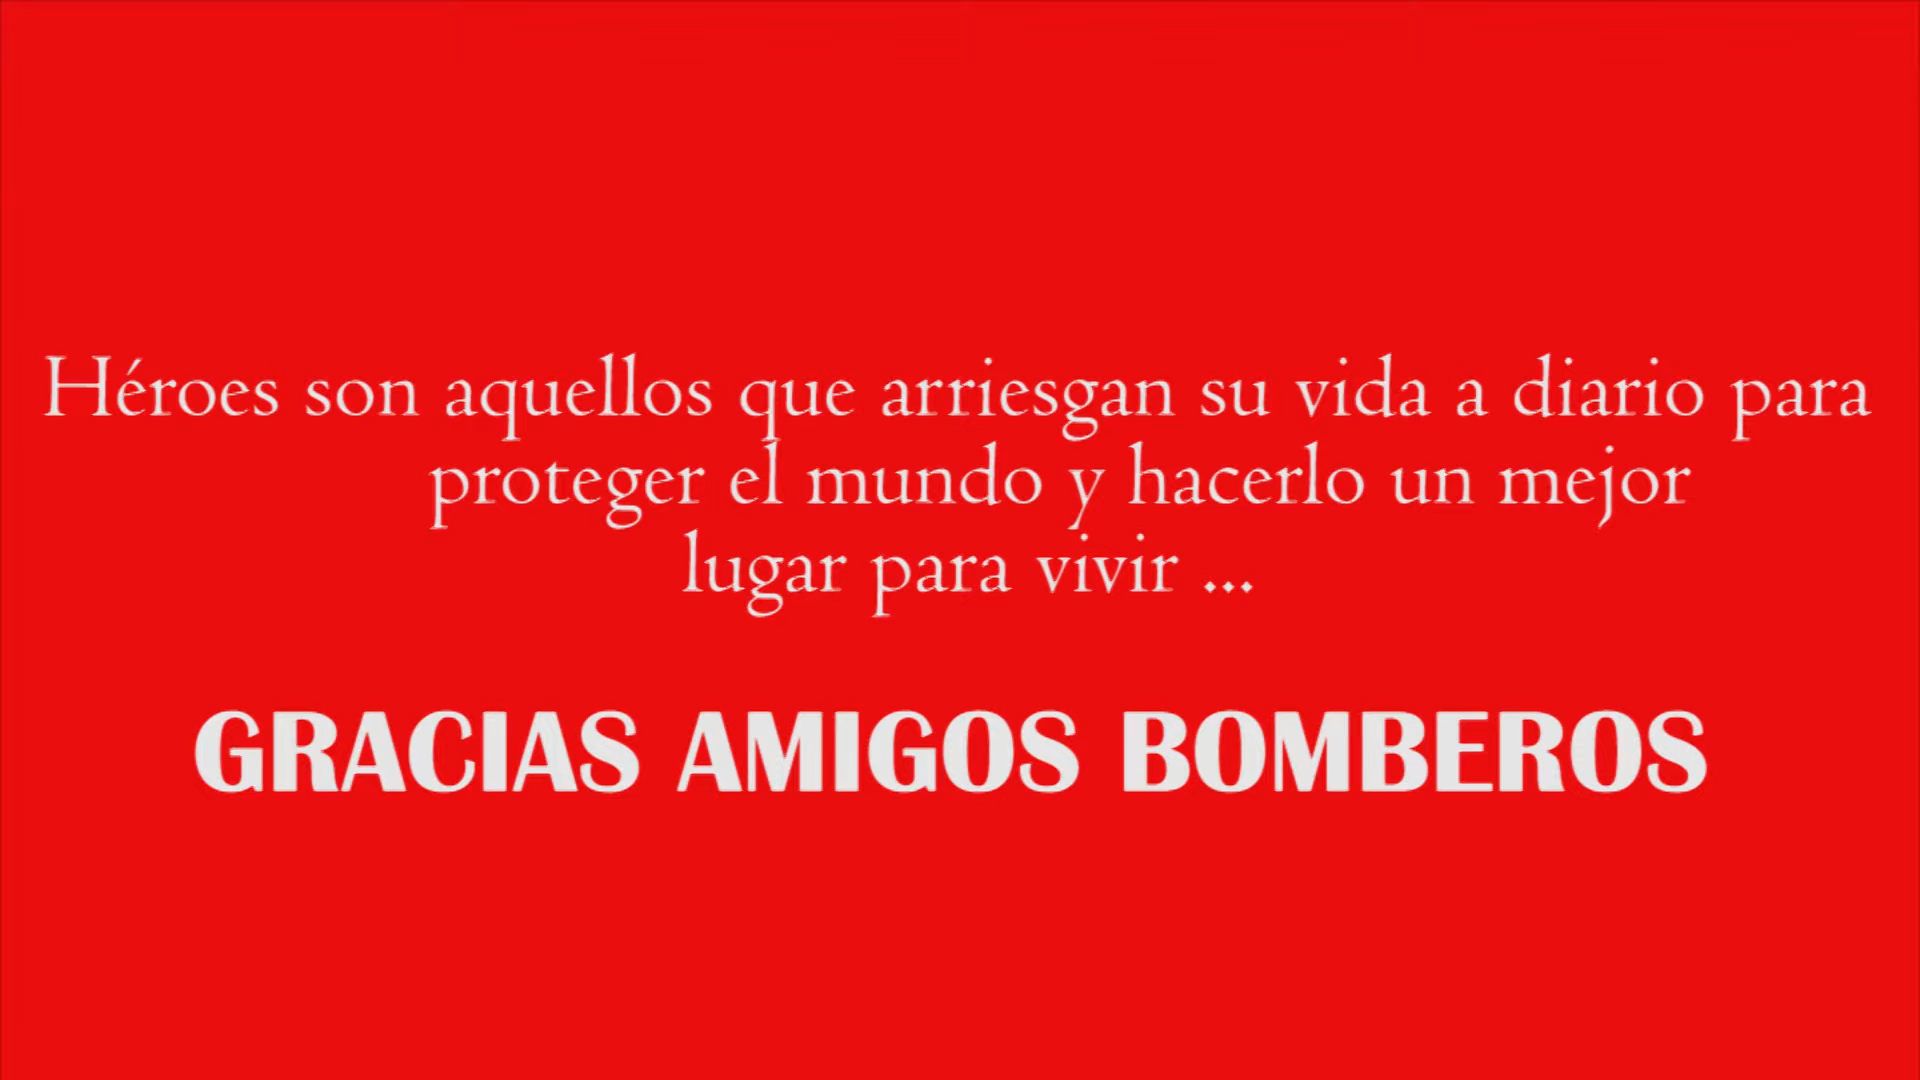 Héroes son aquellos que arriesgan su vida a diario para
proteger el mundo y hacerlo un mejor
lugar para vivir ...
GRACIAS AMIGOS BOMBEROS